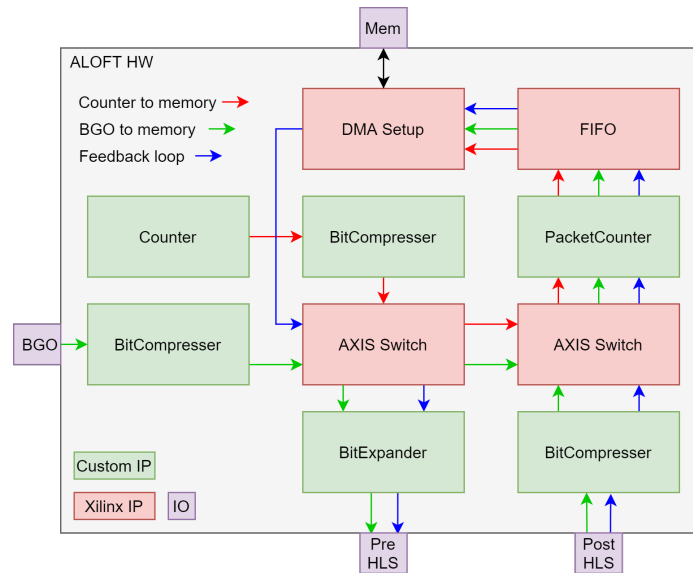 Mem
ALOFT HW
Counter to memory
BGO to memory
Feedback loop
DMA Setup
FIFO
Counter
BitCompresser
PacketCounter
BGO
BitCompresser
AXIS Switch
AXIS Switch
BitExpander
BitCompresser
Custom IP
Xilinx IP
IO
Pre
HLS
Post
HLS